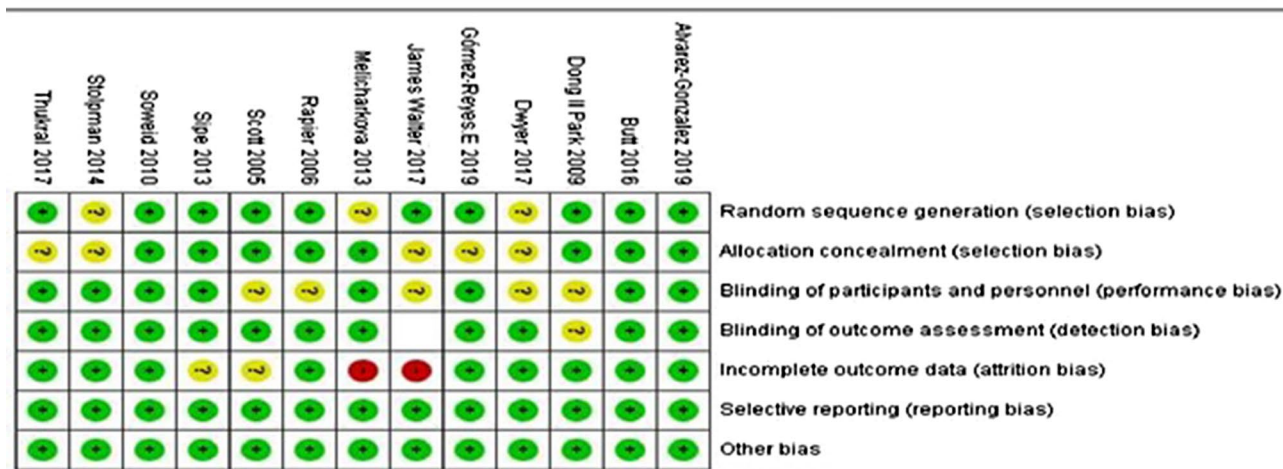 Thukral 2017
Stolpman 2014
Soweid 2010
Sipe 2013
Scott 2005
Rapier 2006
Melicharkova 2013
James Walter 2017
Gómez-Reyes.E 2019
Dwyer 2017
Dong Il Park 2009
Butt 2016
Alvarez-Gonzalez 2019
+ ? + + + + ? + + ? + + + Random sequence generation (selection bias)
? ? + + + + + ? ? ? + + + Allocation concealment (selection bias)
+ + + + ? ? + ? + ? ? + + Blinding of participants and personnel (performance bias)
+ + + + + + + + + ? + + Blinding of outcome assessment (detection bias)
+ + + ? ? + - - + + + + + Incomplete outcome data (attrition bias)
+ + + + + + + + + + + + + Selective reporting (reporting bias)
+ + + + + + + + + + + + + Other bias